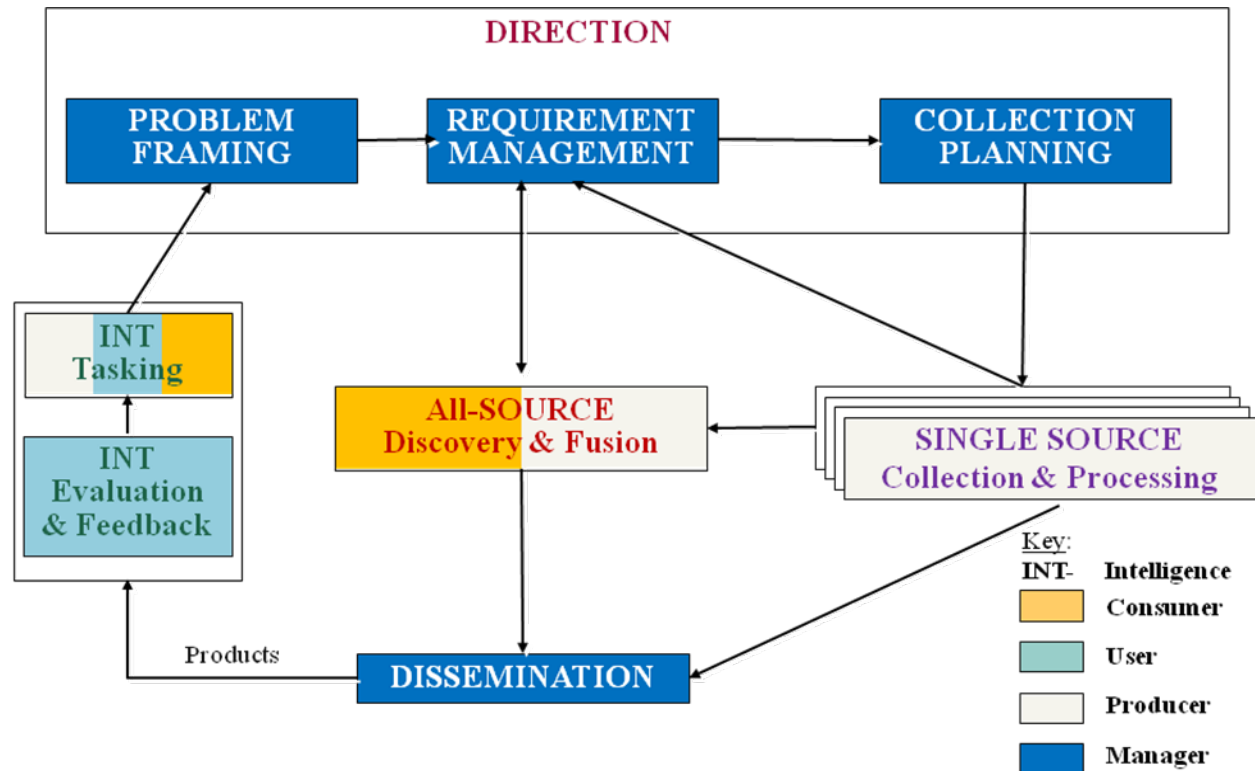 DIRECTION
PROBLEM
FRAMING
REQUIREMENT
MANAGEMENT
COLLECTION
PLANNING
INT
Tasking
INT
Evaluation
& Feedback
All-SOURCE
Discovery & Fusion
SINGLE SOURCE
Collection & Processing
Products
DISSEMINATION
Key:
INT- Intelligence
Consumer
User
Producer
Manager